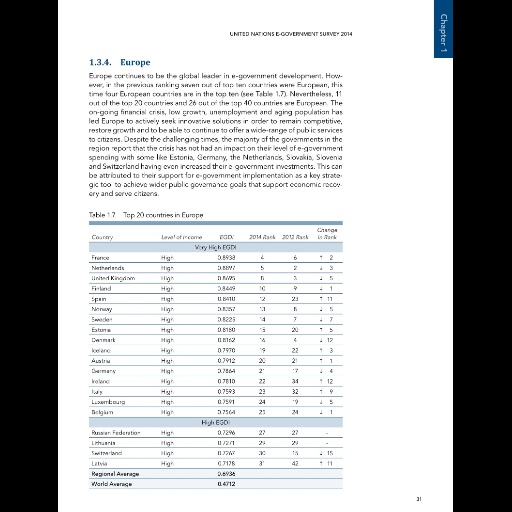 UNITED NATIONS E-GOVERNMENT SURVEY 2014
Chapter 1
1.3.4. Europe
Europe continues to be the global leader in e-government development. How-
ever, in the previous ranking seven out of top ten countries were European, this
time four European countries are in the top ten (see Table 1.7). Nevertheless, 11
out of the top 20 countries and 26 out of the top 40 countries are European. The
on-going financial crisis, low growth, unemployment and aging population has
led Europe to actively seek innovative solutions in order to remain competitive,
restore growth and to be able to continue to offer a wide-range of public services
to citizens. Despite the challenging times, the majority of the governments in the
region report that the crisis has not had an impact on their level of e-government
spending with some like Estonia, Germany, the Netherlands, Slovakia, Slovenia
and Switzerland having even increased their e-government investments. This can
be attributed to their support for e-government implementation as a key strate-
gic tool to achieve wider public governance goals that support economic recov-
ery and serve citizens.
Table 1.7. Top 20 countries in Europe
Country Level of Income EGDI 2014 Rank 2012 Rank Change in Rank
Very High EGDI
France High 0.8938 4 6 ↑ 2
Netherlands High 0.8897 5 2 ↓ 3
United Kingdom High 0.8695 8 3 ↓ 5
Finland High 0.8449 10 9 ↓ 1
Spain High 0.8410 12 23 ↑ 11
Norway High 0.8357 13 8 ↓ 5
Sweden High 0.8225 14 7 ↓ 7
Estonia High 0.8180 15 20 ↑ 5
Denmark High 0.8162 16 4 ↓ 12
Iceland High 0.7970 19 22 ↑ 3
Austria High 0.7912 20 21 ↑ 1
Germany High 0.7864 21 17 ↓ 4
Ireland High 0.7810 22 34 ↑ 12
Italy High 0.7593 23 32 ↑ 9
Luxembourg High 0.7591 24 19 ↓ 5
Belgium High 0.7564 25 24 ↓ 1
High EGDI
Russian Federation High 0.7296 27 27 -
Lithuania High 0.7271 29 29 -
Switzerland High 0.7267 30 15 ↓ 15
Latvia High 0.7178 31 42 ↑ 11
Regional Average 0.6936
World Average 0.4712
31